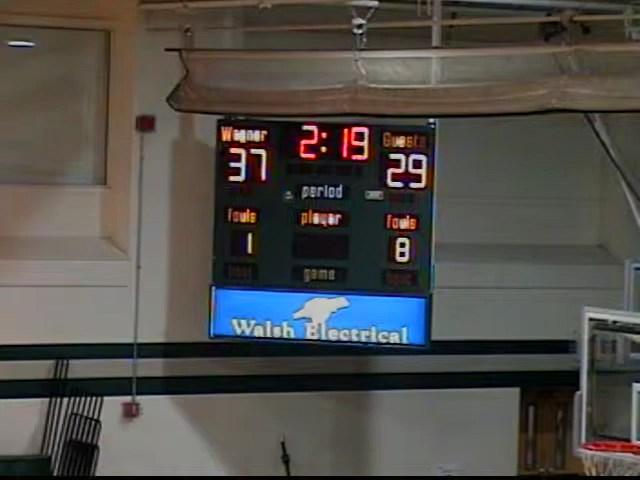 Wagner 2:19 Guests
37 29
period
fouls player fouls
1 8
game
Walsh Electrical